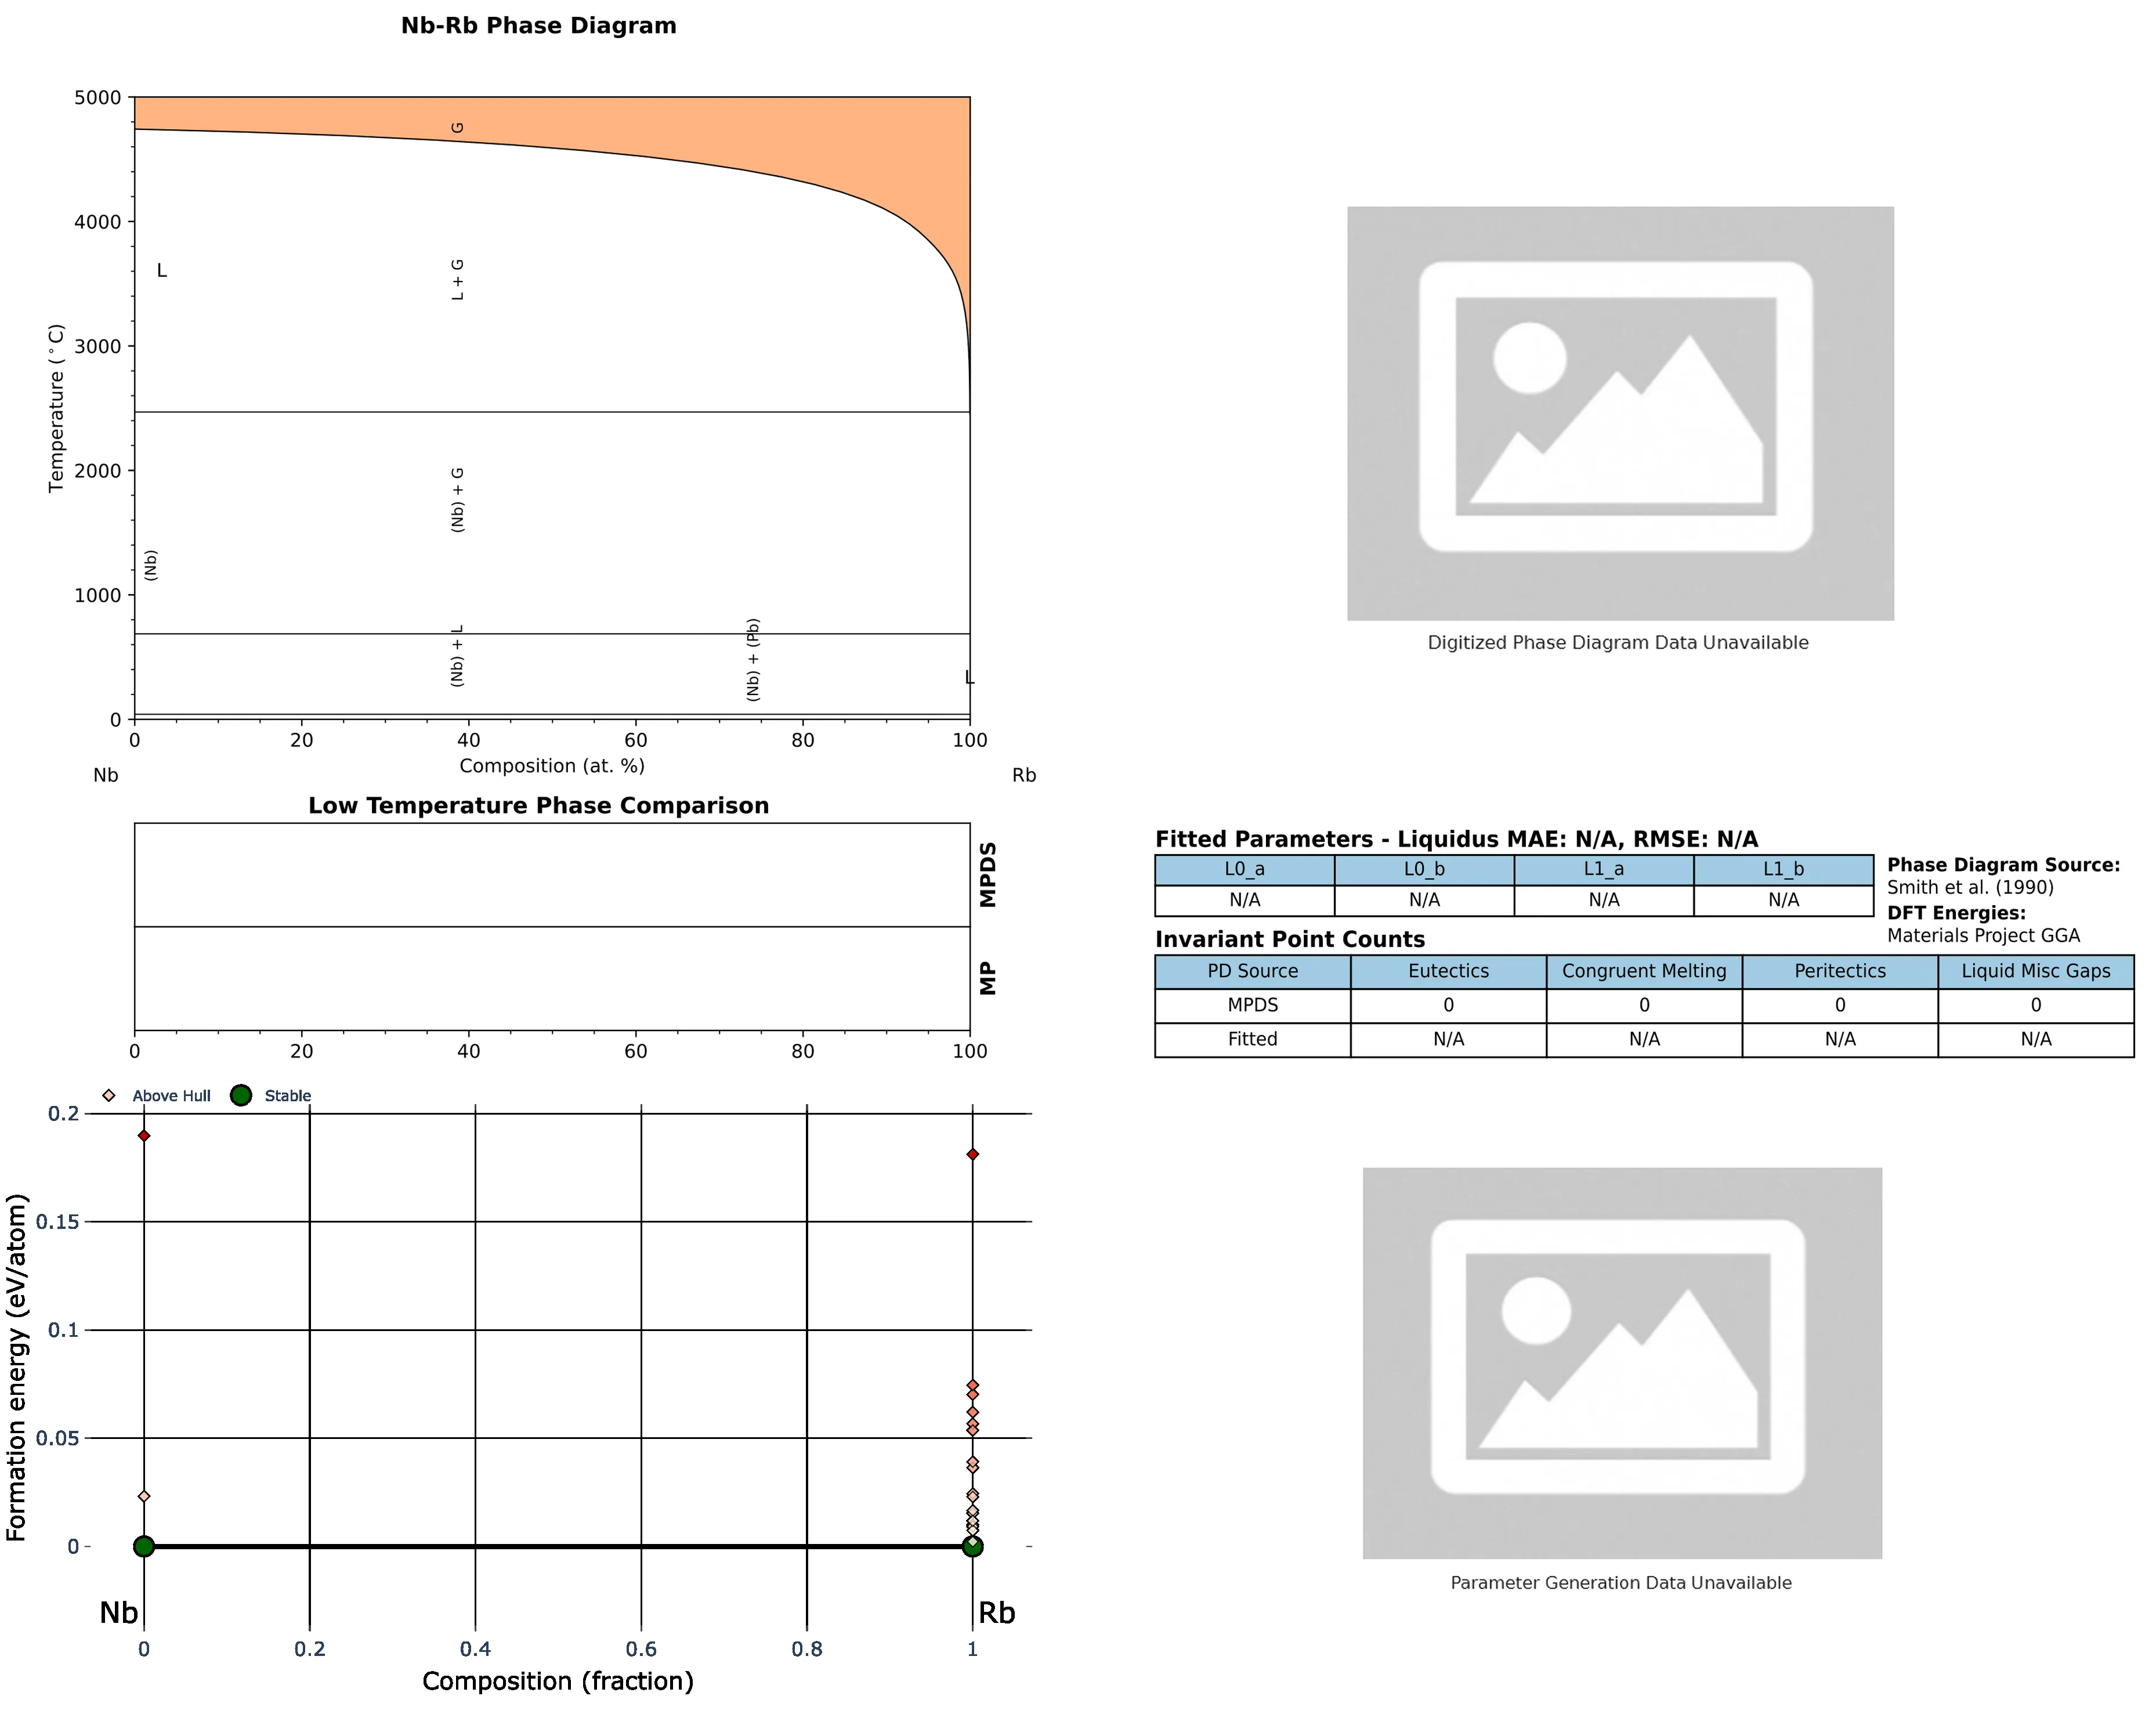 Nb-Rb Phase Diagram
5000
4000
3000
2000
1000
0
Temperature (°C)
G
L
L + G
(Nb) + G
(Nb)
(Nb) + L
(Nb) + (Pb)
L
0 20 40 60 80 100
Composition (at. %)
Nb Rb
Digitized Phase Diagram Data Unavailable
Low Temperature Phase Comparison
MPDS
MP
0 20 40 60 80 100
Fitted Parameters - Liquidus MAE: N/A, RMSE: N/A
L0_a L0_b L1_a L1_b
N/A N/A N/A N/A
Phase Diagram Source:
Smith et al. (1990)
DFT Energies:
Materials Project GGA
Invariant Point Counts
PD Source Eutectics Congruent Melting Peritectics Liquid Misc Gaps
MPDS 0 0 0 0
Fitted N/A N/A N/A N/A
Above Hull Stable
0.2
0.15
0.1
0.05
0
Formation energy (eV/atom)
Nb Rb
0 0.2 0.4 0.6 0.8 1
Composition (fraction)
Parameter Generation Data Unavailable